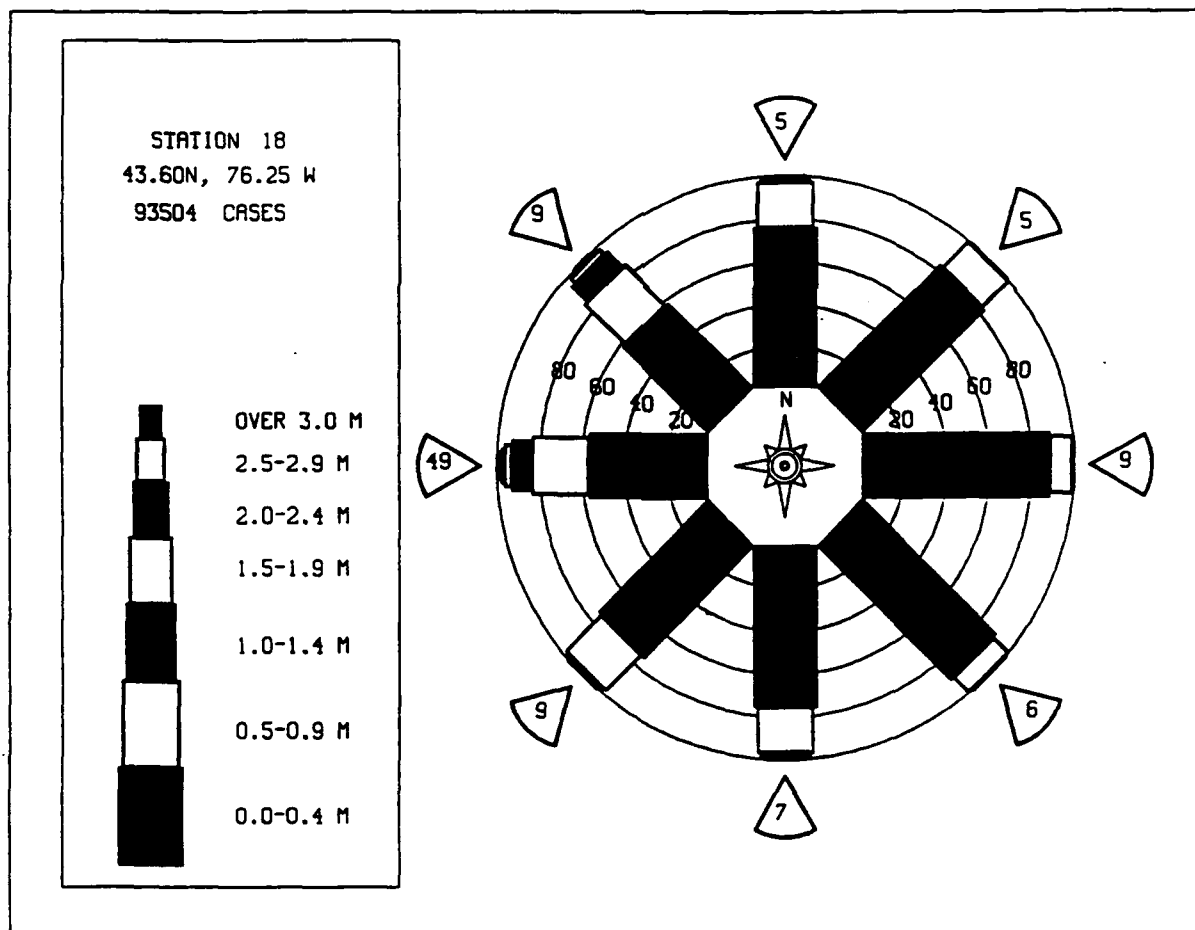 STATION 18
43.60N, 76.25 W
93504 CASES
OVER 3.0 M
2.5-2.9 M
2.0-2.4 M
1.5-1.9 M
1.0-1.4 M
0.5-0.9 M
0.0-0.4 M
5
9
5
80
60
40
20
N
20
40
60
80
49
9
9
6
7